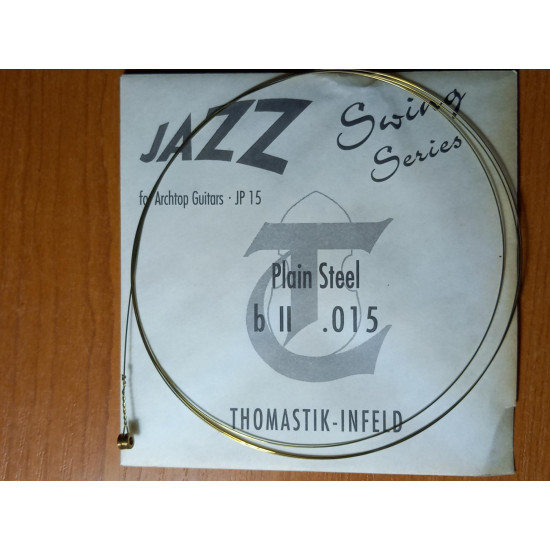 JAZZ
Swing
Series
for Archtop Guitars · JP 15
Plain Steel
b II .015
THOMASTIK-INFELD